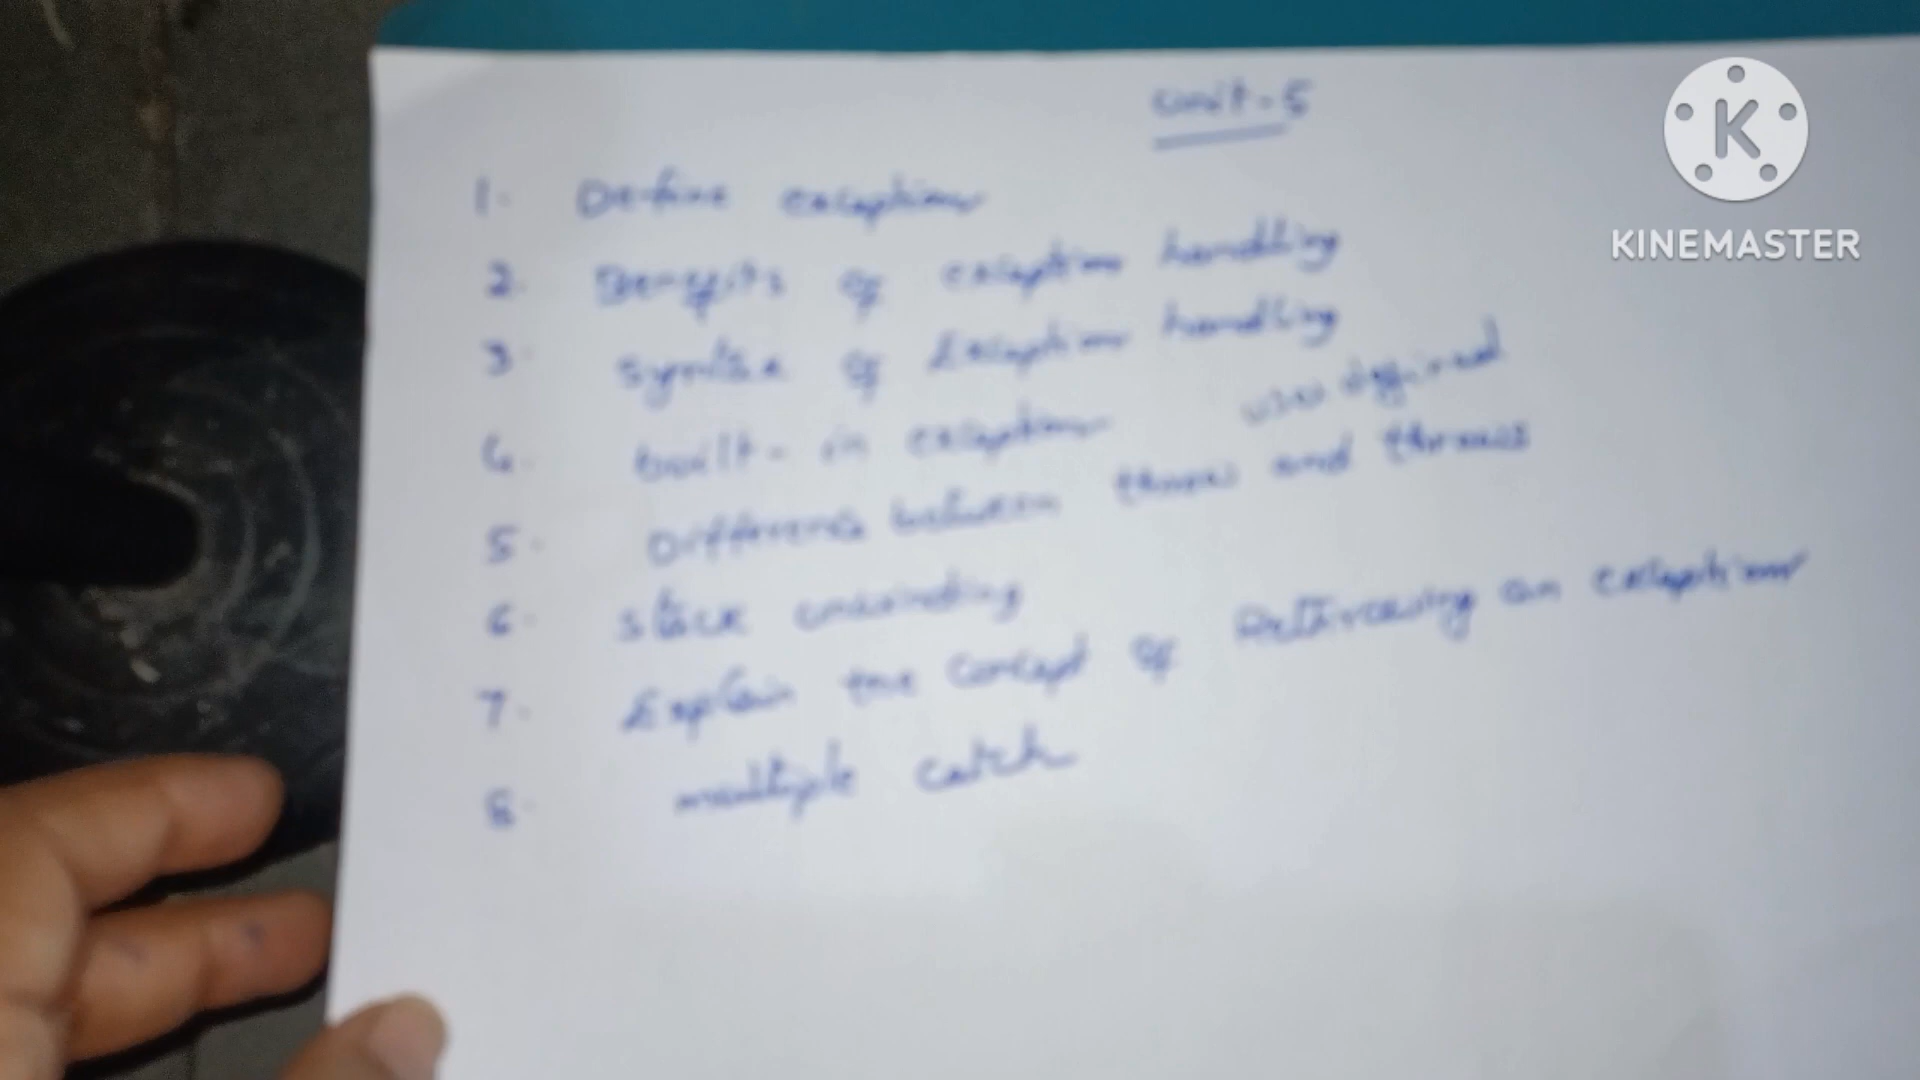 Unit-5
KINEMASTER
1. Define exception
2. Benefits of exception handling
3. Syntax of Exception handling
4. built-in exception user defined
5. Difference between throw and throws
6. Stack unwinding
7. Explain the concept of Rethrowing an exception
8. multiple catch